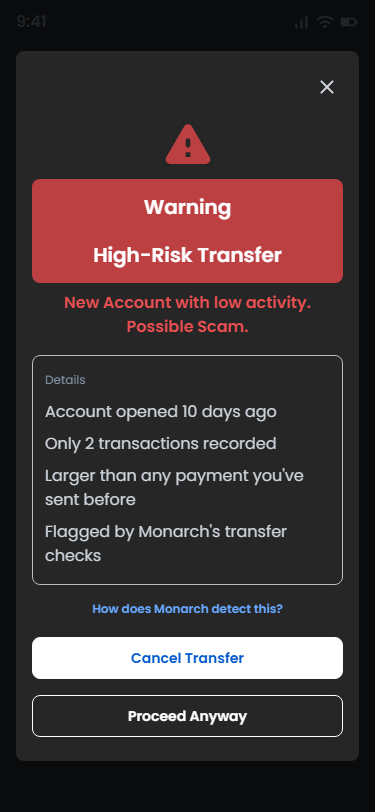 9:41
Warning
High-Risk Transfer
New Account with low activity.
Possible Scam.
Details
Account opened 10 days ago
Only 2 transactions recorded
Larger than any payment you've
sent before
Flagged by Monarch's transfer
checks
How does Monarch detect this?
Cancel Transfer
Proceed Anyway